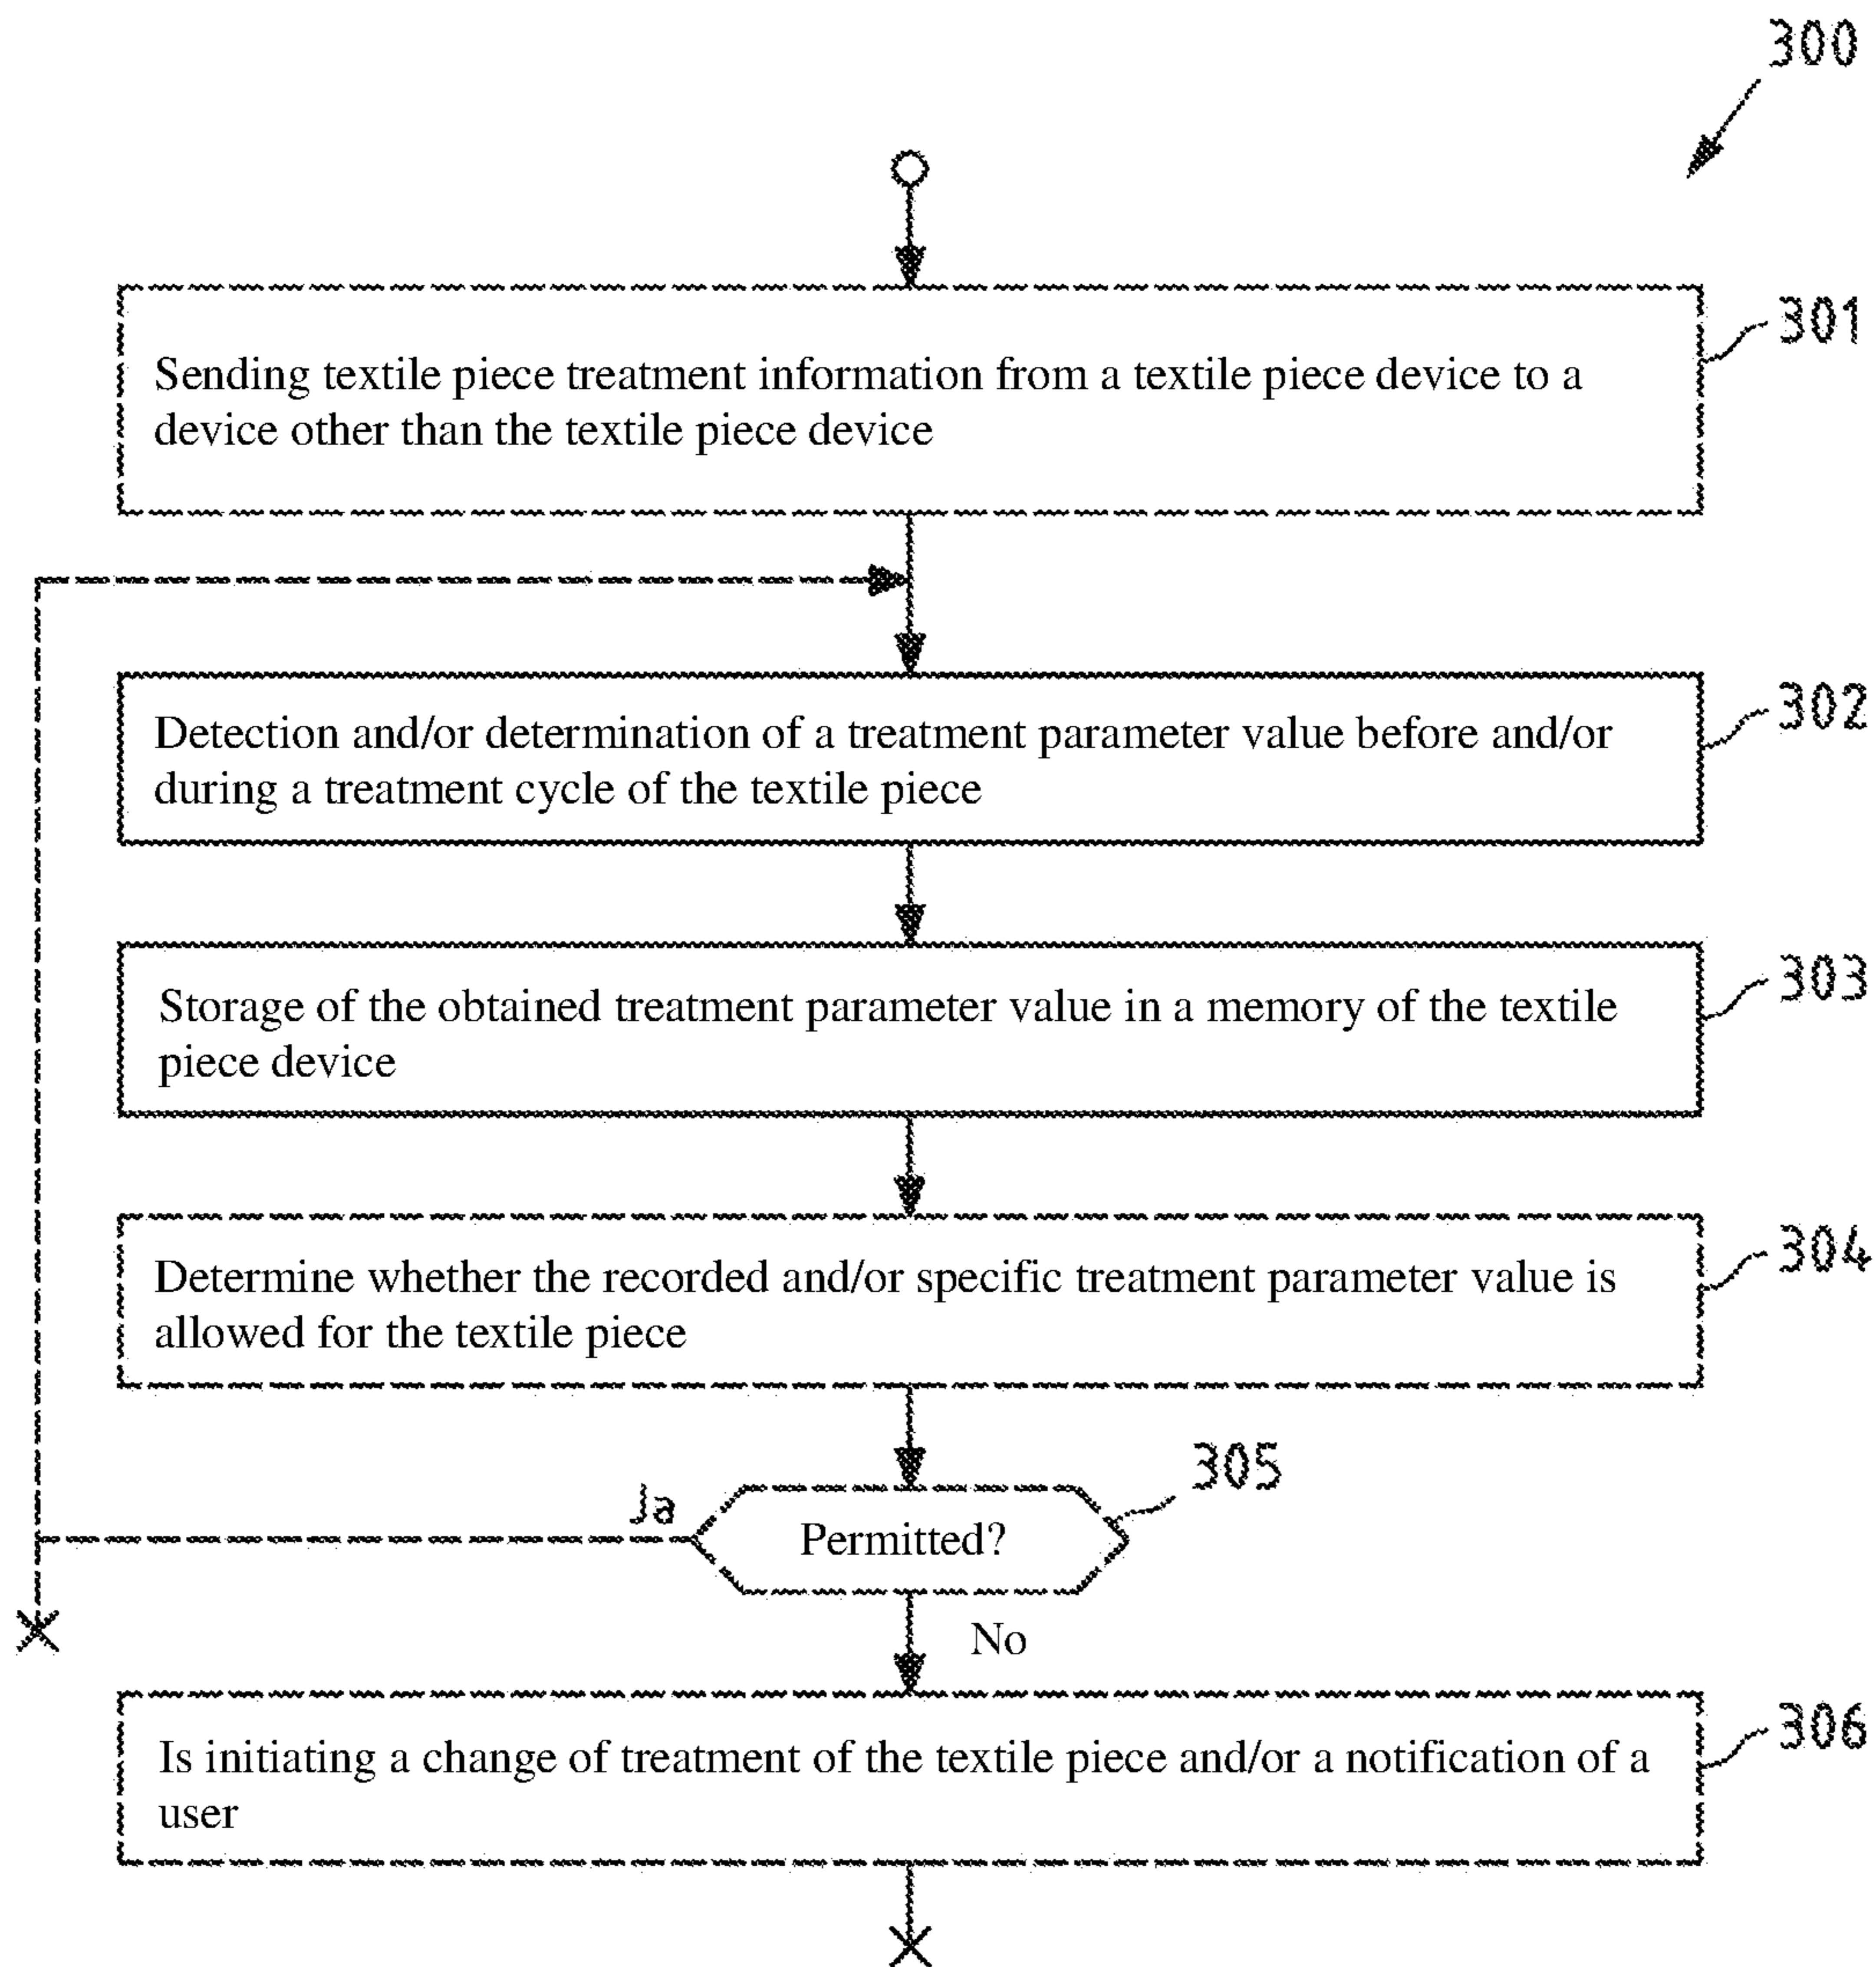 300
Sending textile piece treatment information from a textile piece device to a
device other than the textile piece device
301
Detection and/or determination of a treatment parameter value before and/or
during a treatment cycle of the textile piece
302
Storage of the obtained treatment parameter value in a memory of the textile
piece device
303
Determine whether the recorded and/or specific treatment parameter value is
allowed for the textile piece
304
305
Ja
Permitted?
No
Is initiating a change of treatment of the textile piece and/or a notification of a
user
306